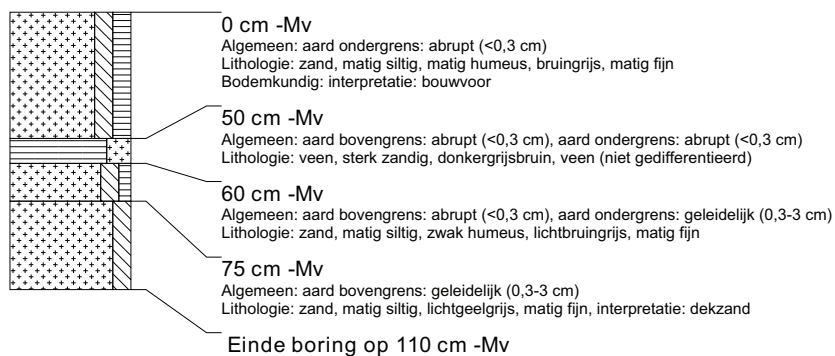 0 cm -Mv
Algemeen: aard ondergrens: abrupt (<0,3 cm)
Lithologie: zand, matig siltig, matig humeus, bruingrijs, matig fijn
Bodemkundig: interpretatie: bouwvoor
50 cm -Mv
Algemeen: aard bovengrens: abrupt (<0,3 cm), aard ondergrens: abrupt (<0,3 cm)
Lithologie: veen, sterk zandig, donkergrijsbruin, veen (niet gedifferentieerd)
60 cm -Mv
Algemeen: aard bovengrens: abrupt (<0,3 cm), aard ondergrens: geleidelijk (0,3-3 cm)
Lithologie: zand, matig siltig, zwak humeus, lichtbruingrijs, matig fijn
75 cm -Mv
Algemeen: aard bovengrens: geleidelijk (0,3-3 cm)
Lithologie: zand, matig siltig, lichtgeelgrijs, matig fijn, interpretatie: dekzand
Einde boring op 110 cm -Mv